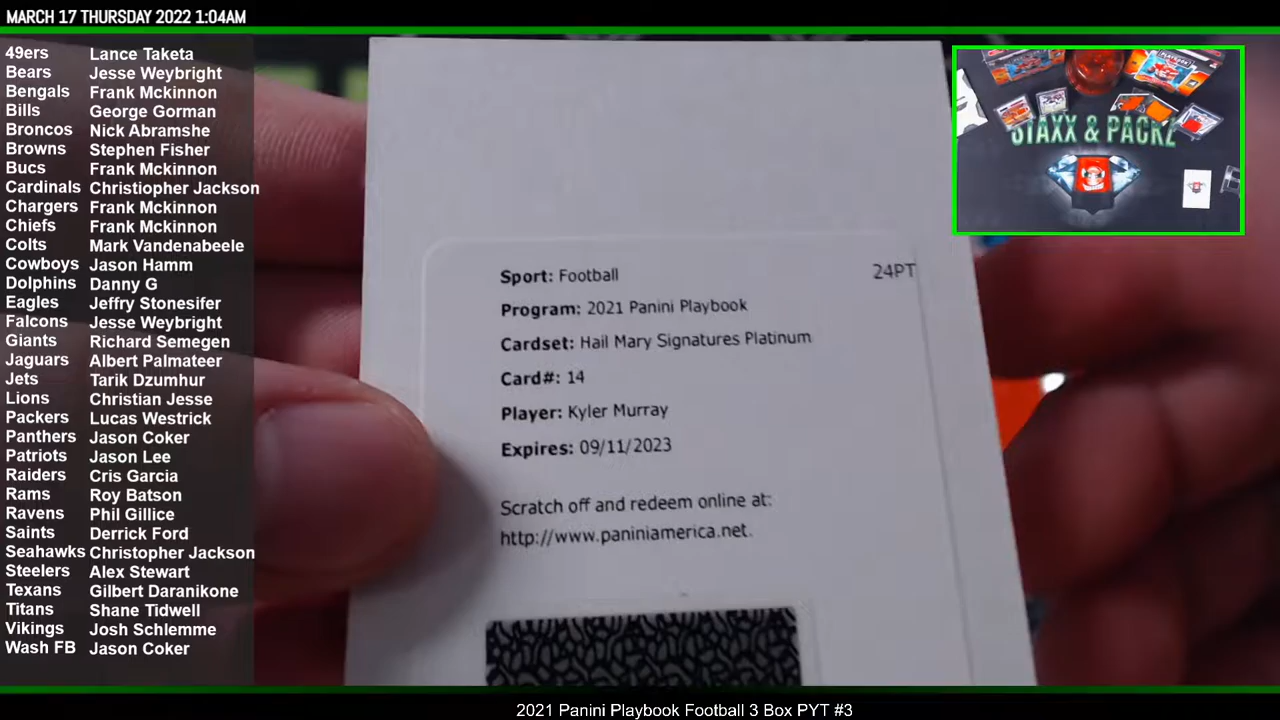 MARCH 17 THURSDAY 2022 1:04AM
49ers Lance Taketa
Bears Jesse Weybright
Bengals Frank Mckinnon
Bills George Gorman
Broncos Nick Abramshe
Browns Stephen Fisher
Bucs Frank Mckinnon
Cardinals Christiopher Jackson
Chargers Frank Mckinnon
Chiefs Frank Mckinnon
Colts Mark Vandenabeele
Cowboys Jason Hamm
Dolphins Danny G
Eagles Jeffry Stonesifer
Falcons Jesse Weybright
Giants Richard Semegen
Jaguars Albert Palmateer
Jets Tarik Dzumhur
Lions Christian Jesse
Packers Lucas Westrick
Panthers Jason Coker
Patriots Jason Lee
Raiders Cris Garcia
Rams Roy Batson
Ravens Phil Gillice
Saints Derrick Ford
Seahawks Christopher Jackson
Steelers Alex Stewart
Texans Gilbert Daranikone
Titans Shane Tidwell
Vikings Josh Schlemme
Wash FB Jason Coker
Sport: Football 24PT
Program: 2021 Panini Playbook
Cardset: Hail Mary Signatures Platinum
Card#: 14
Player: Kyler Murray
Expires: 09/11/2023
Scratch off and redeem online at:
http://www.paniniamerica.net.
PLAYBOOK
STAXX & PACKZ
2021 Panini Playbook Football 3 Box PYT #3